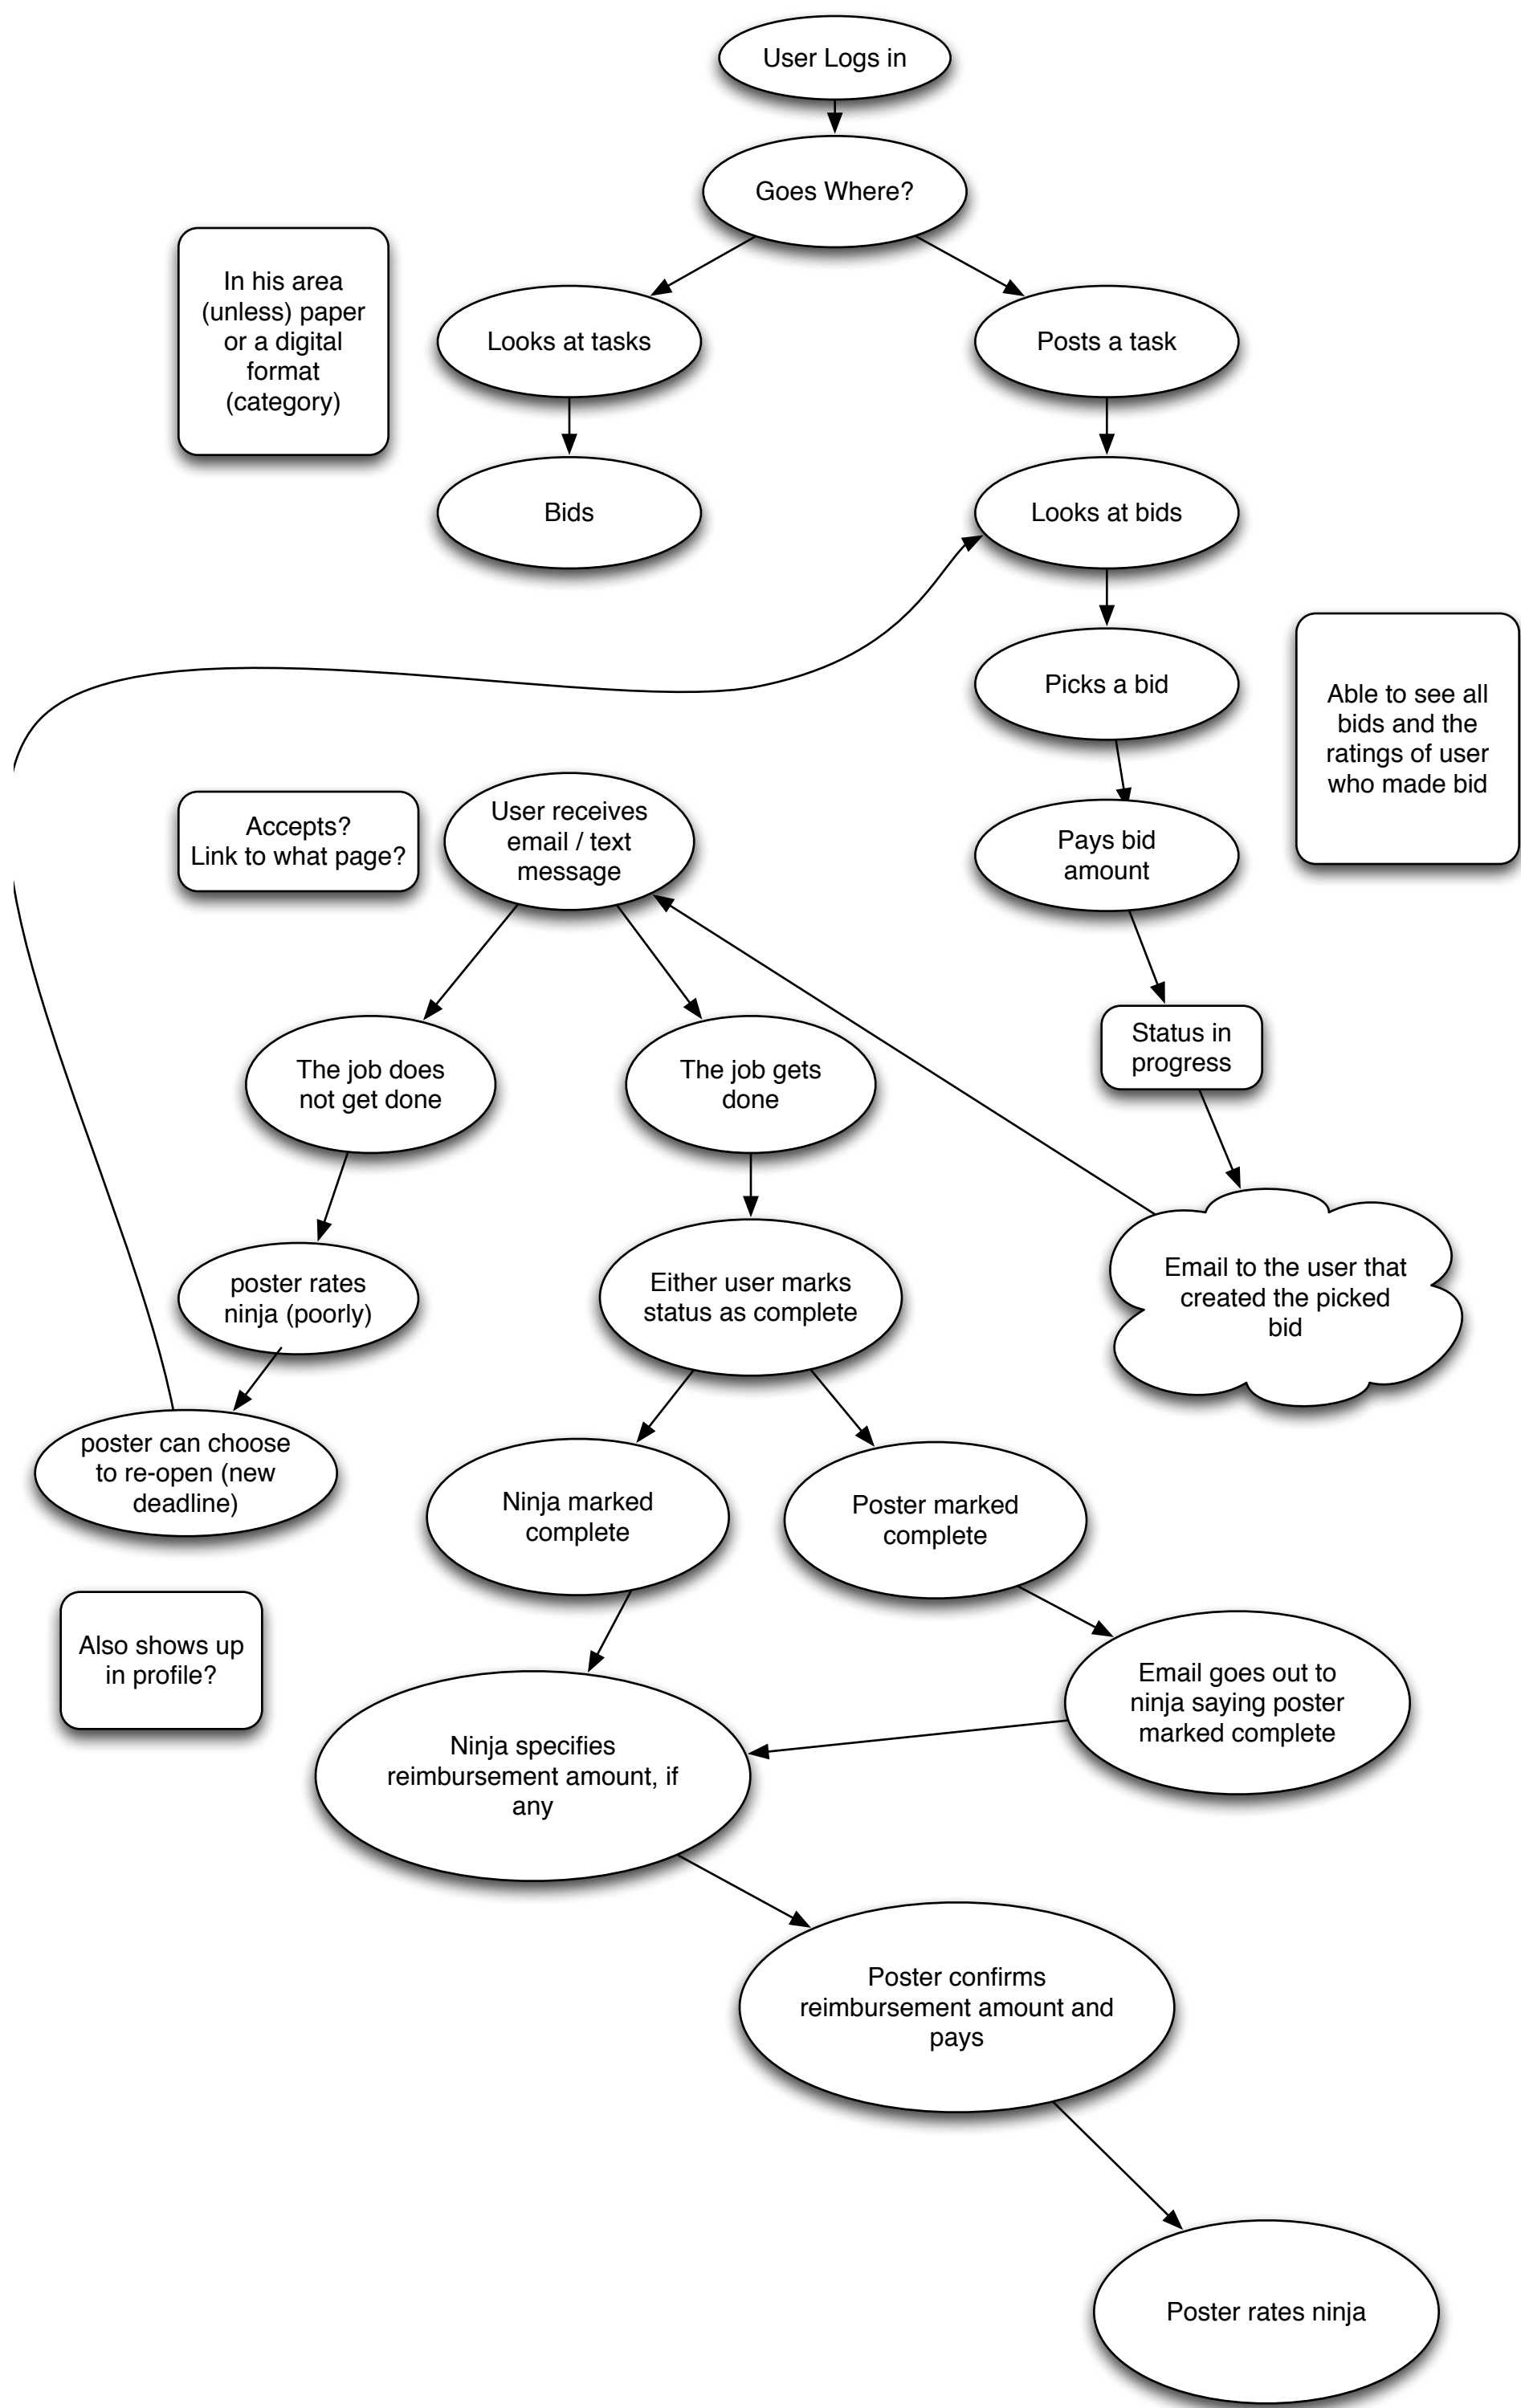 User Logs in
Goes Where?
In his area
(unless) paper
or a digital
format
(category)
Looks at tasks
Posts a task
Bids
Looks at bids
Picks a bid
Able to see all
bids and the
ratings of user
who made bid
Accepts?
Link to what page?
User receives
email / text
message
Pays bid
amount
Status in
progress
The job does
not get done
The job gets
done
poster rates
ninja (poorly)
Either user marks
status as complete
Email to the user that
created the picked
bid
poster can choose
to re-open (new
deadline)
Ninja marked
complete
Poster marked
complete
Also shows up
in profile?
Email goes out to
ninja saying poster
marked complete
Ninja specifies
reimbursement amount, if
any
Poster confirms
reimbursement amount and
pays
Poster rates ninja